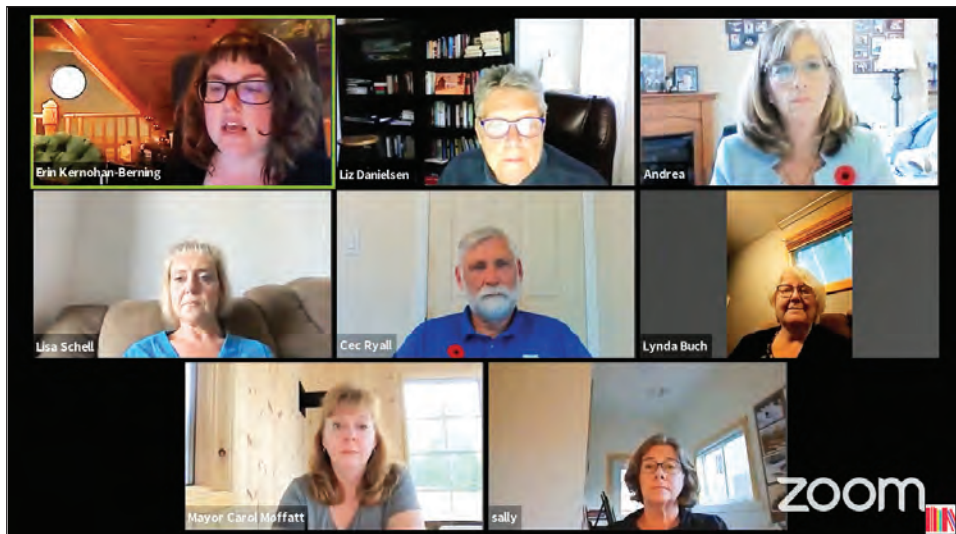 Erin Kernohan-Berning
Liz Danielsen
Andrea
Lisa Schell
Cec Ryall
Lynda Buch
Mayor Carol Moffatt
sally
zoom